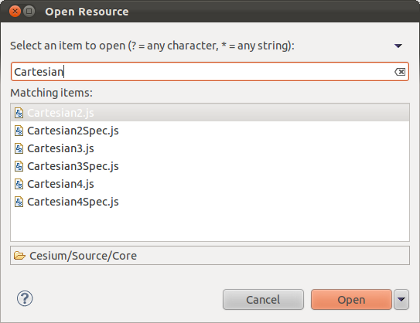 Open Resource
Select an item to open (? = any character, * = any string):
Cartesian
Matching items:
Cartesian2.js
Cartesian2Spec.js
Cartesian3.js
Cartesian3Spec.js
Cartesian4.js
Cartesian4Spec.js
Cesium/Source/Core
? Cancel Open